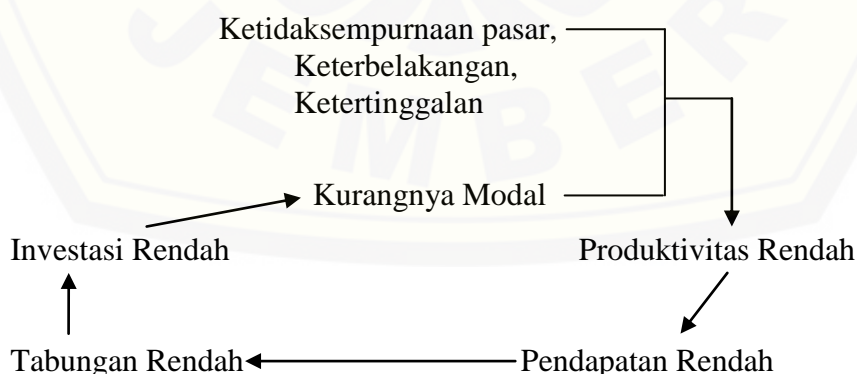 Ketidaksempurnaan pasar,
Keterbelakangan,
Ketertinggalan
Kurangnya Modal
Investasi Rendah
Produktivitas Rendah
Tabungan Rendah
Pendapatan Rendah